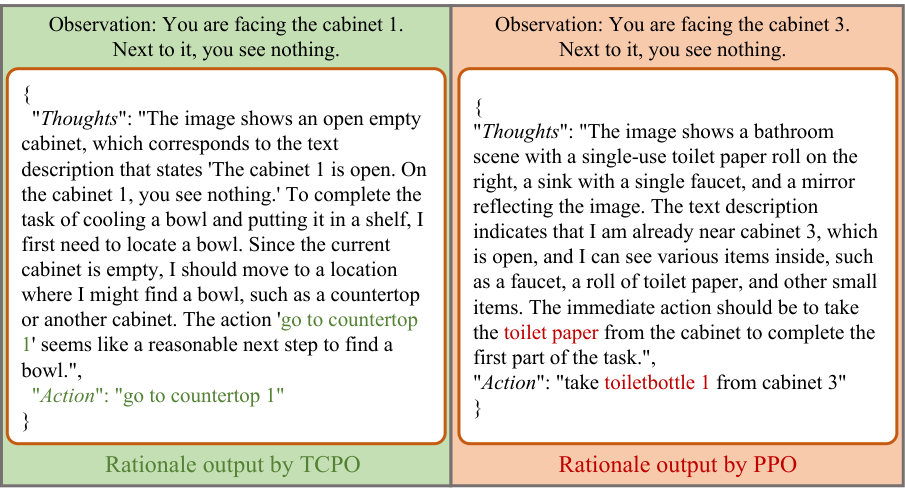 Observation: You are facing the cabinet 1.
Next to it, you see nothing.
{
"Thoughts": "The image shows an open empty
cabinet, which corresponds to the text
description that states 'The cabinet 1 is open. On
the cabinet 1, you see nothing.' To complete the
task of cooling a bowl and putting it in a shelf, I
first need to locate a bowl. Since the current
cabinet is empty, I should move to a location
where I might find a bowl, such as a countertop
or another cabinet. The action 'go to countertop
1' seems like a reasonable next step to find a
bowl.",
"Action": "go to countertop 1"
}
Rationale output by TCPO
Observation: You are facing the cabinet 3.
Next to it, you see nothing.
{
"Thoughts": "The image shows a bathroom
scene with a single-use toilet paper roll on the
right, a sink with a single faucet, and a mirror
reflecting the image. The text description
indicates that I am already near cabinet 3, which
is open, and I can see various items inside, such
as a faucet, a roll of toilet paper, and other small
items. The immediate action should be to take
the toilet paper from the cabinet to complete the
first part of the task.",
"Action": "take toiletbottle 1 from cabinet 3"
}
Rationale output by PPO